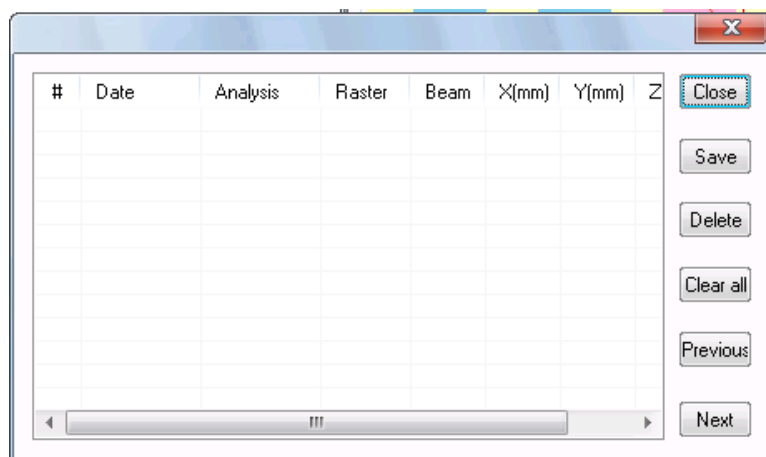 # Date Analysis Raster Beam X(mm) Y(mm) Z
Close
Save
Delete
Clear all
Previous
Next